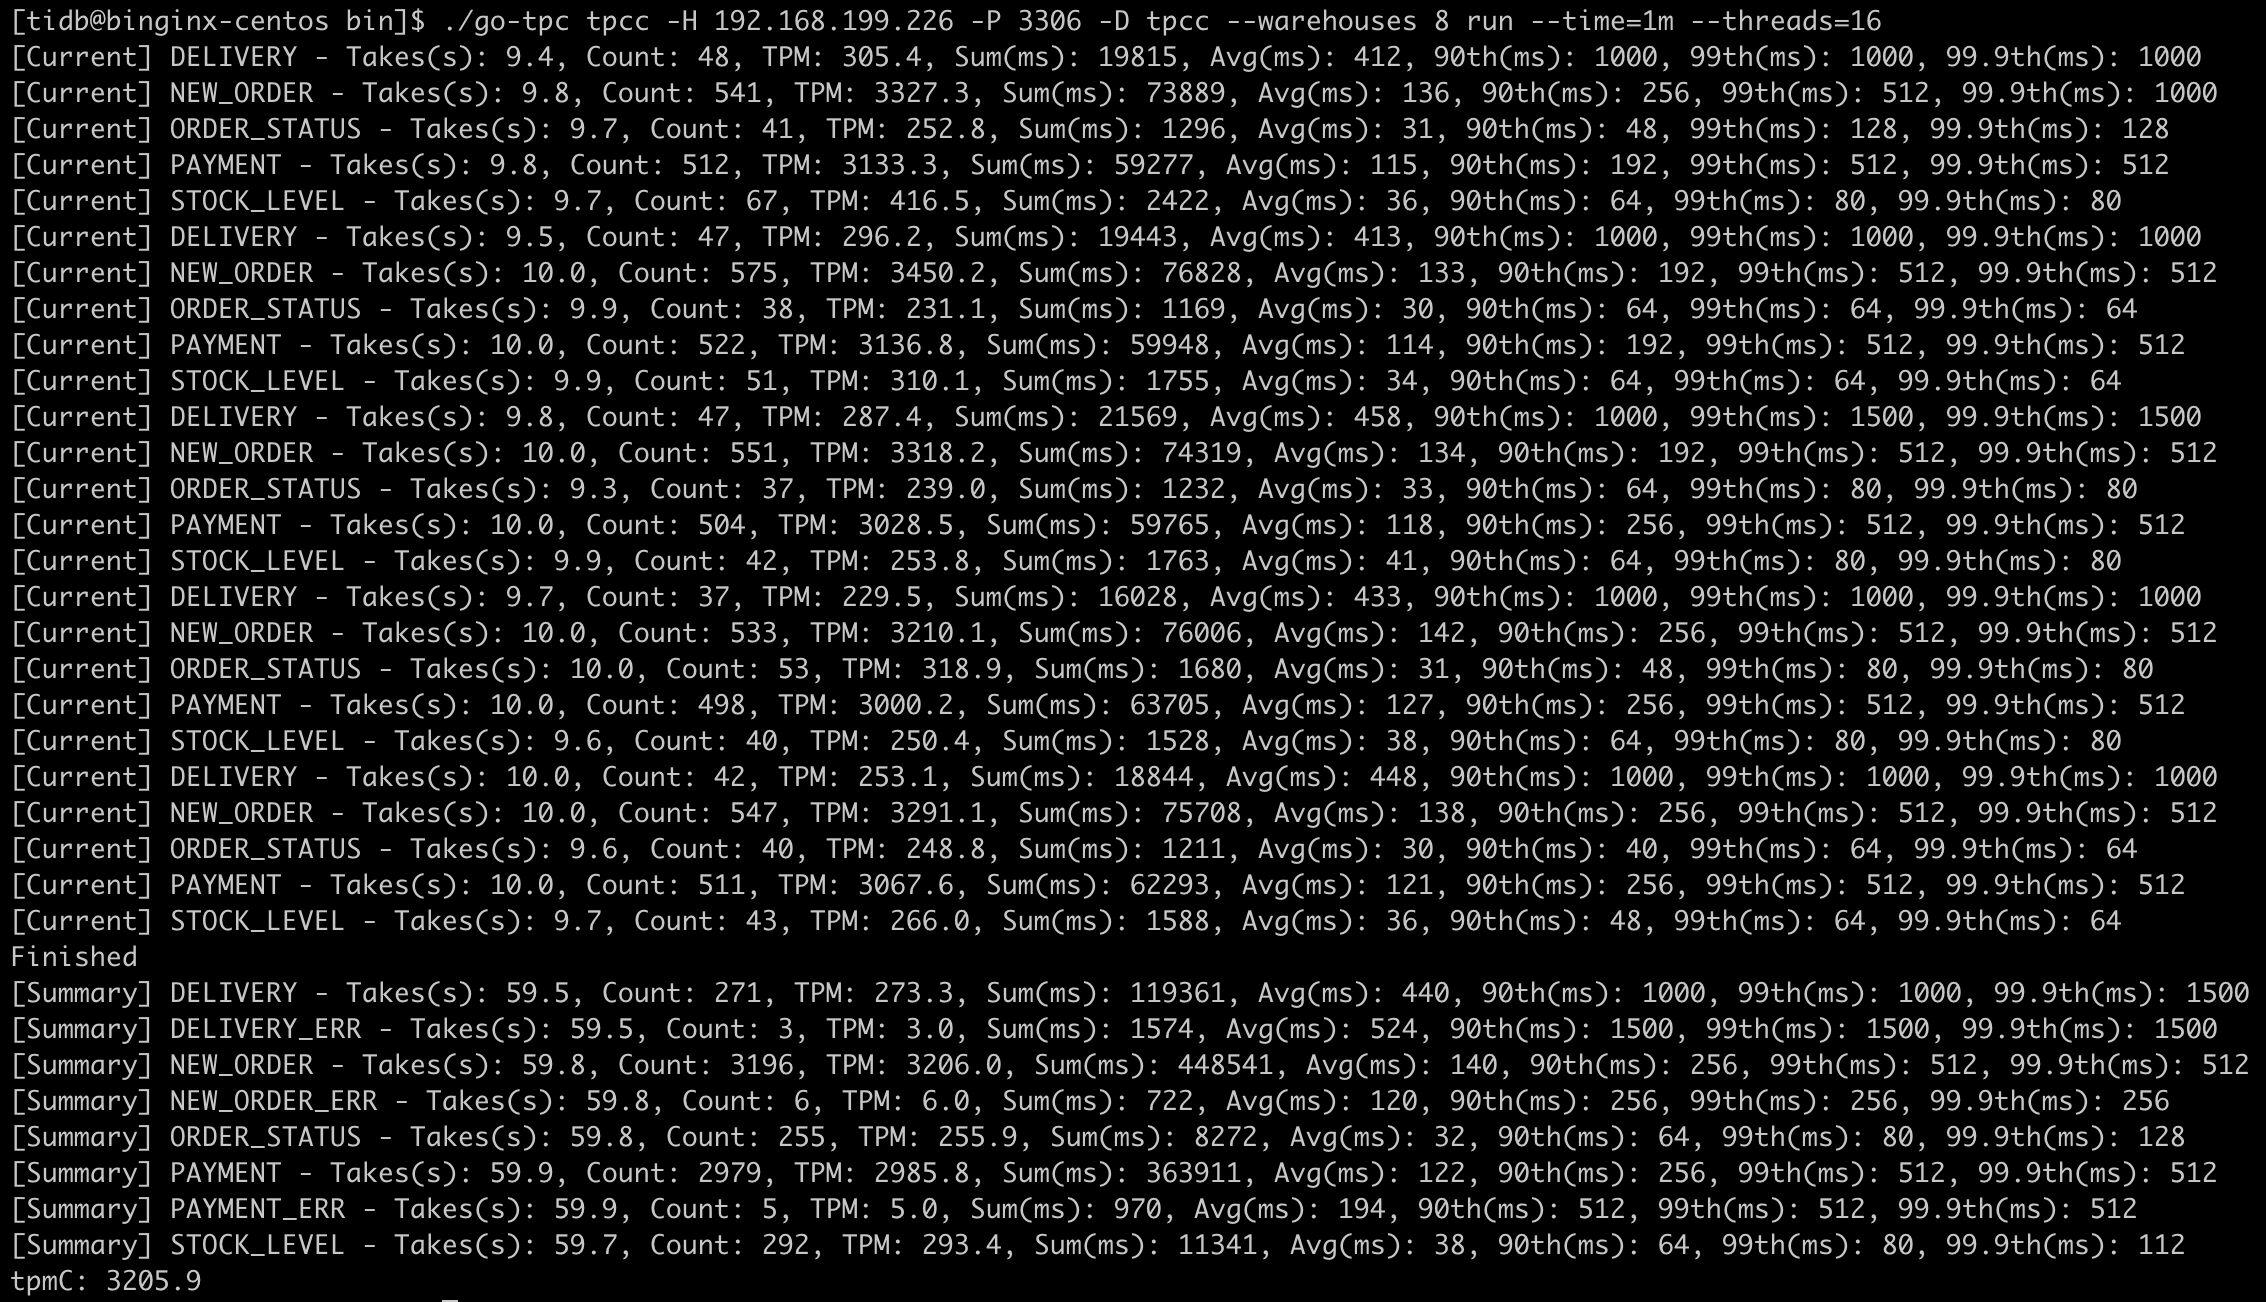 [tidb@binginx-centos bin]$ ./go-tpc tpcc -H 192.168.199.226 -P 3306 -D tpcc --warehouses 8 run --time=1m --threads=16
[Current] DELIVERY - Takes(s): 9.4, Count: 48, TPM: 305.4, Sum(ms): 19815, Avg(ms): 412, 90th(ms): 1000, 99th(ms): 1000, 99.9th(ms): 1000
[Current] NEW_ORDER - Takes(s): 9.8, Count: 541, TPM: 3327.3, Sum(ms): 73889, Avg(ms): 136, 90th(ms): 256, 99th(ms): 512, 99.9th(ms): 1000
[Current] ORDER_STATUS - Takes(s): 9.7, Count: 41, TPM: 252.8, Sum(ms): 1296, Avg(ms): 31, 90th(ms): 48, 99th(ms): 128, 99.9th(ms): 128
[Current] PAYMENT - Takes(s): 9.8, Count: 512, TPM: 3133.3, Sum(ms): 59277, Avg(ms): 115, 90th(ms): 192, 99th(ms): 512, 99.9th(ms): 512
[Current] STOCK_LEVEL - Takes(s): 9.7, Count: 67, TPM: 416.5, Sum(ms): 2422, Avg(ms): 36, 90th(ms): 64, 99th(ms): 80, 99.9th(ms): 80
[Current] DELIVERY - Takes(s): 9.5, Count: 47, TPM: 296.2, Sum(ms): 19443, Avg(ms): 413, 90th(ms): 1000, 99th(ms): 1000, 99.9th(ms): 1000
[Current] NEW_ORDER - Takes(s): 10.0, Count: 575, TPM: 3450.2, Sum(ms): 76828, Avg(ms): 133, 90th(ms): 192, 99th(ms): 512, 99.9th(ms): 512
[Current] ORDER_STATUS - Takes(s): 9.9, Count: 38, TPM: 231.1, Sum(ms): 1169, Avg(ms): 30, 90th(ms): 64, 99th(ms): 64, 99.9th(ms): 64
[Current] PAYMENT - Takes(s): 10.0, Count: 522, TPM: 3136.8, Sum(ms): 59948, Avg(ms): 114, 90th(ms): 192, 99th(ms): 512, 99.9th(ms): 512
[Current] STOCK_LEVEL - Takes(s): 9.9, Count: 51, TPM: 310.1, Sum(ms): 1755, Avg(ms): 34, 90th(ms): 64, 99th(ms): 64, 99.9th(ms): 64
[Current] DELIVERY - Takes(s): 9.8, Count: 47, TPM: 287.4, Sum(ms): 21569, Avg(ms): 458, 90th(ms): 1000, 99th(ms): 1500, 99.9th(ms): 1500
[Current] NEW_ORDER - Takes(s): 10.0, Count: 551, TPM: 3318.2, Sum(ms): 74319, Avg(ms): 134, 90th(ms): 192, 99th(ms): 512, 99.9th(ms): 512
[Current] ORDER_STATUS - Takes(s): 9.3, Count: 37, TPM: 239.0, Sum(ms): 1232, Avg(ms): 33, 90th(ms): 64, 99th(ms): 80, 99.9th(ms): 80
[Current] PAYMENT - Takes(s): 10.0, Count: 504, TPM: 3028.5, Sum(ms): 59765, Avg(ms): 118, 90th(ms): 256, 99th(ms): 512, 99.9th(ms): 512
[Current] STOCK_LEVEL - Takes(s): 9.9, Count: 42, TPM: 253.8, Sum(ms): 1763, Avg(ms): 41, 90th(ms): 64, 99th(ms): 80, 99.9th(ms): 80
[Current] DELIVERY - Takes(s): 9.7, Count: 37, TPM: 229.5, Sum(ms): 16028, Avg(ms): 433, 90th(ms): 1000, 99th(ms): 1000, 99.9th(ms): 1000
[Current] NEW_ORDER - Takes(s): 10.0, Count: 533, TPM: 3210.1, Sum(ms): 76006, Avg(ms): 142, 90th(ms): 256, 99th(ms): 512, 99.9th(ms): 512
[Current] ORDER_STATUS - Takes(s): 10.0, Count: 53, TPM: 318.9, Sum(ms): 1680, Avg(ms): 31, 90th(ms): 48, 99th(ms): 80, 99.9th(ms): 80
[Current] PAYMENT - Takes(s): 10.0, Count: 498, TPM: 3000.2, Sum(ms): 63705, Avg(ms): 127, 90th(ms): 256, 99th(ms): 512, 99.9th(ms): 512
[Current] STOCK_LEVEL - Takes(s): 9.6, Count: 40, TPM: 250.4, Sum(ms): 1528, Avg(ms): 38, 90th(ms): 64, 99th(ms): 80, 99.9th(ms): 80
[Current] DELIVERY - Takes(s): 10.0, Count: 42, TPM: 253.1, Sum(ms): 18844, Avg(ms): 448, 90th(ms): 1000, 99th(ms): 1000, 99.9th(ms): 1000
[Current] NEW_ORDER - Takes(s): 10.0, Count: 547, TPM: 3291.1, Sum(ms): 75708, Avg(ms): 138, 90th(ms): 256, 99th(ms): 512, 99.9th(ms): 512
[Current] ORDER_STATUS - Takes(s): 9.6, Count: 40, TPM: 248.8, Sum(ms): 1211, Avg(ms): 30, 90th(ms): 40, 99th(ms): 64, 99.9th(ms): 64
[Current] PAYMENT - Takes(s): 10.0, Count: 511, TPM: 3067.6, Sum(ms): 62293, Avg(ms): 121, 90th(ms): 256, 99th(ms): 512, 99.9th(ms): 512
[Current] STOCK_LEVEL - Takes(s): 9.7, Count: 43, TPM: 266.0, Sum(ms): 1588, Avg(ms): 36, 90th(ms): 48, 99th(ms): 64, 99.9th(ms): 64
Finished
[Summary] DELIVERY - Takes(s): 59.5, Count: 271, TPM: 273.3, Sum(ms): 119361, Avg(ms): 440, 90th(ms): 1000, 99th(ms): 1000, 99.9th(ms): 1500
[Summary] DELIVERY_ERR - Takes(s): 59.5, Count: 3, TPM: 3.0, Sum(ms): 1574, Avg(ms): 524, 90th(ms): 1500, 99th(ms): 1500, 99.9th(ms): 1500
[Summary] NEW_ORDER - Takes(s): 59.8, Count: 3196, TPM: 3206.0, Sum(ms): 448541, Avg(ms): 140, 90th(ms): 256, 99th(ms): 512, 99.9th(ms): 512
[Summary] NEW_ORDER_ERR - Takes(s): 59.8, Count: 6, TPM: 6.0, Sum(ms): 722, Avg(ms): 120, 90th(ms): 256, 99th(ms): 256, 99.9th(ms): 256
[Summary] ORDER_STATUS - Takes(s): 59.8, Count: 255, TPM: 255.9, Sum(ms): 8272, Avg(ms): 32, 90th(ms): 64, 99th(ms): 80, 99.9th(ms): 128
[Summary] PAYMENT - Takes(s): 59.9, Count: 2979, TPM: 2985.8, Sum(ms): 363911, Avg(ms): 122, 90th(ms): 256, 99th(ms): 512, 99.9th(ms): 512
[Summary] PAYMENT_ERR - Takes(s): 59.9, Count: 5, TPM: 5.0, Sum(ms): 970, Avg(ms): 194, 90th(ms): 512, 99th(ms): 512, 99.9th(ms): 512
[Summary] STOCK_LEVEL - Takes(s): 59.7, Count: 292, TPM: 293.4, Sum(ms): 11341, Avg(ms): 38, 90th(ms): 64, 99th(ms): 80, 99.9th(ms): 112
tpmC: 3205.9